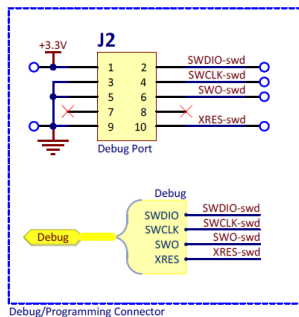 J2
+3.3V
1 2 SWDIO-swd
3 4 SWCLK-swd
5 6 SWO-swd
7 8
9 10 XRES-swd
Debug Port
Debug
SWDIO SWDIO-swd
SWCLK SWCLK-swd
Debug SWO SWO-swd
XRES XRES-swd
Debug/Programming Connector